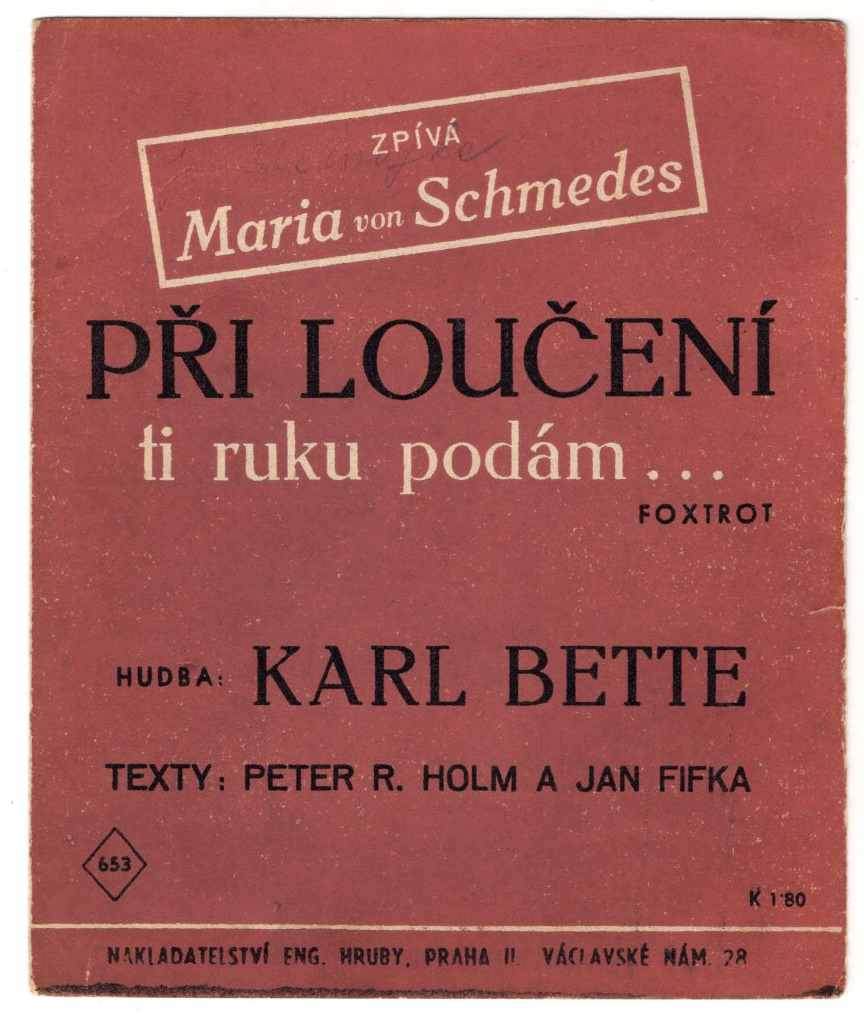 ZPÍVÁ
Maria von Schmedes
PŘI LOUČENÍ
ti ruku podám...
FOXTROT
HUDBA: KARL BETTE
TEXTY: PETER R. HOLM A JAN FIFKA
653
K 1·80
NAKLADATELSTVÍ ENG. HRUBY, PRAHA II. VÁCLAVSKÉ NÁM. 28